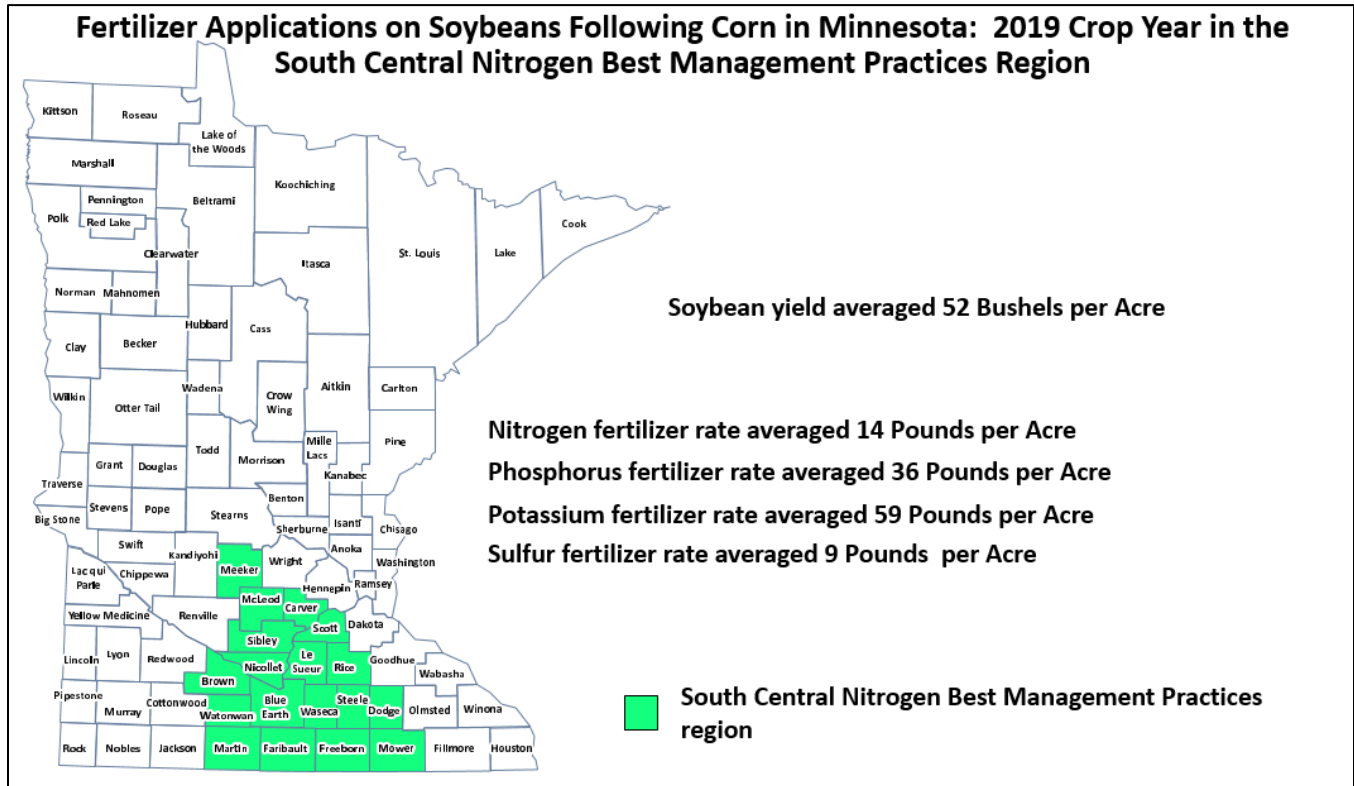 Fertilizer Applications on Soybeans Following Corn in Minnesota:  2019 Crop Year in the
South Central Nitrogen Best Management Practices Region
Kittson
Roseau
Lake of
the Woods
Marshall
Koochiching
Pennington
Beltrami
Polk
Red Lake
Cook
Clearwater
St. Louis
Lake
Itasca
Norman
Mahnomen
Soybean yield averaged 52 Bushels per Acre
Hubbard
Cass
Clay
Becker
Wadena
Aitkin
Carlton
Wilkin
Otter Tail
Crow
Wing
Nitrogen fertilizer rate averaged 14 Pounds per Acre
Mille
Lacs
Pine
Todd
Morrison
Phosphorus fertilizer rate averaged 36 Pounds per Acre
Grant
Douglas
Kanabec
Traverse
Benton
Stevens
Pope
Stearns
Potassium fertilizer rate averaged 59 Pounds per Acre
Big Stone
Sherburne
Isanti
Chisago
Swift
Kandiyohi
Anoka
Sulfur fertilizer rate averaged 9 Pounds  per Acre
Wright
Washington
Lac qui
Parle
Chippewa
Meeker
Hennepin
Ramsey
McLeod
Carver
Yellow Medicine
Renville
Scott
Dakota
Sibley
Lincoln
Lyon
Redwood
Nicollet
Le
Sueur
Rice
Goodhue
Wabasha
Brown
Pipestone
Murray
Cottonwood
Watonwan
Blue
Earth
Waseca
Steele
Dodge
Olmsted
Winona
South Central Nitrogen Best Management Practices
region
Rock
Nobles
Jackson
Martin
Faribault
Freeborn
Mower
Fillmore
Houston